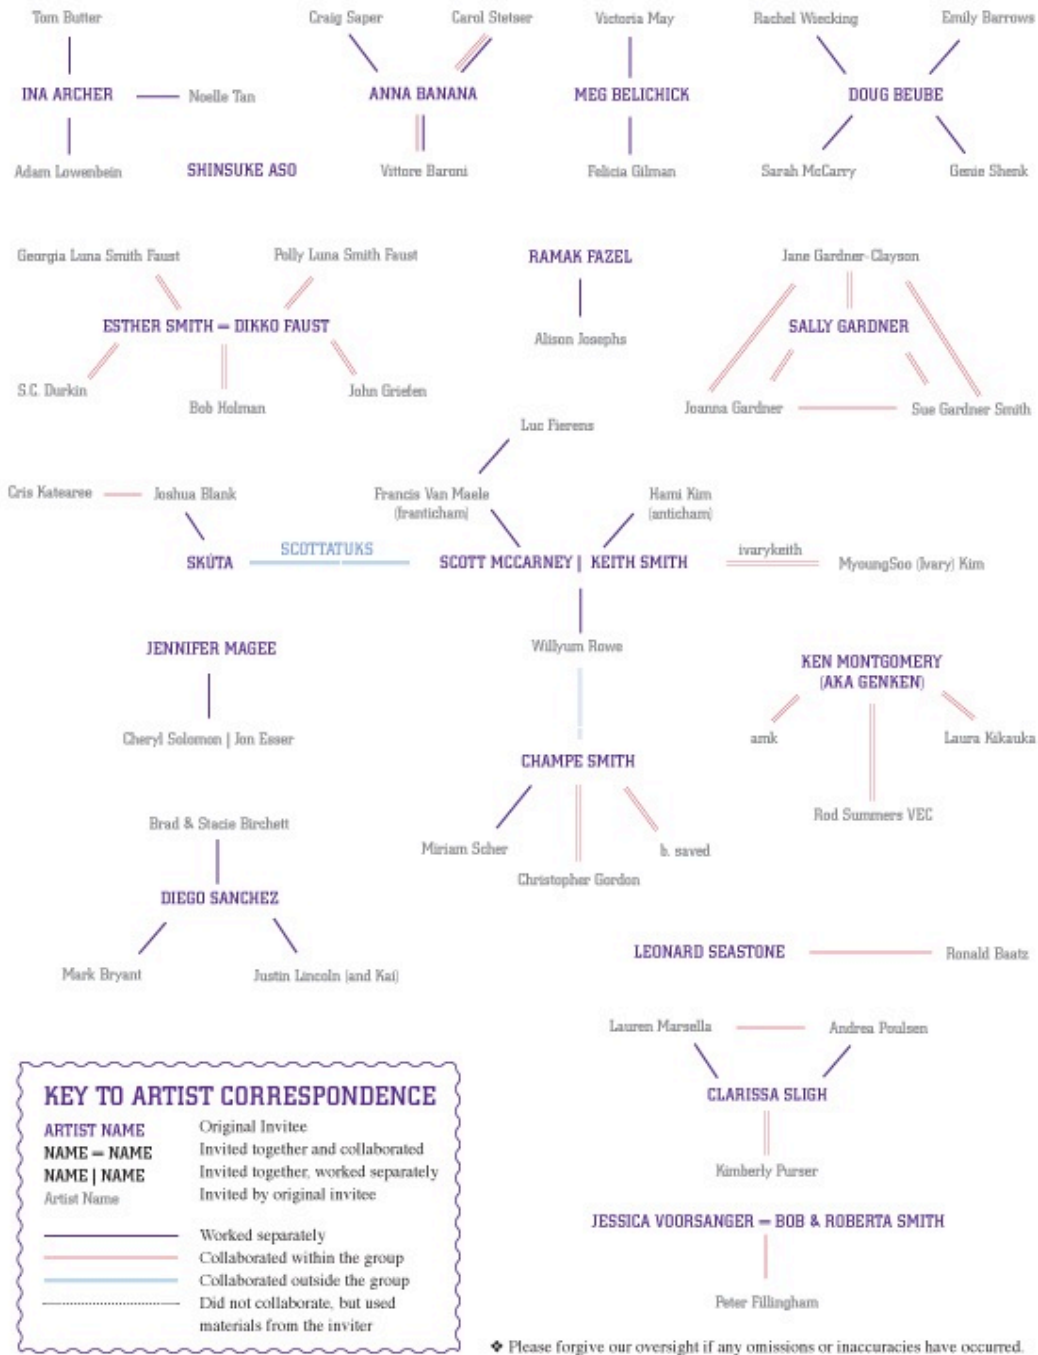 Tom Butter
Craig Saper
Carol Stetser
Victoria May
Rachel Wiecking
Emily Barrows
INA ARCHER
Noelle Tan
ANNA BANANA
MEG BELICHICK
DOUG BEUBE
Adam Lowenbein
SHINSUKE ASO
Vittore Baroni
Felicia Gilman
Sarah McCarry
Genie Shenk
Georgia Luna Smith Faust
Polly Luna Smith Faust
RAMAK FAZEL
Jane Gardner-Clayson
ESTHER SMITH = DIKKO FAUST
SALLY GARDNER
Alison Josephs
S.C. Durkin
Bob Holman
John Griefen
Joanna Gardner
Sue Gardner Smith
Luc Fierens
Cris Katearee
Joshua Blank
Francis Van Maele
(franticham)
Hami Kim
(anticham)
SKÚTA
SCOTTATUKS
SCOTT MCCARNEY | KEITH SMITH
ivarykeith
MyoungSoo (Ivary) Kim
JENNIFER MAGEE
Willyum Rowe
KEN MONTGOMERY
(AKA GENKEN)
Cheryl Solomon | Jon Esser
amk
Laura Kikauka
CHAMPE SMITH
Rod Summers VEC
Brad & Stacie Birchett
Miriam Scher
b. saved
Christopher Gordon
DIEGO SANCHEZ
Mark Bryant
Justin Lincoln (and Kai)
LEONARD SEASTONE
Ronald Baatz
Lauren Marsella
Andrea Poulsen
CLARISSA SLIGH
Kimberly Purser
JESSICA VOORSANGER = BOB & ROBERTA SMITH
Peter Fillingham
KEY TO ARTIST CORRESPONDENCE
ARTIST NAME Original Invitee
NAME = NAME Invited together and collaborated
NAME | NAME Invited together, worked separately
Artist Name Invited by original invitee
Worked separately
Collaborated within the group
Collaborated outside the group
Did not collaborate, but used
materials from the inviter
❖ Please forgive our oversight if any omissions or inaccuracies have occurred.